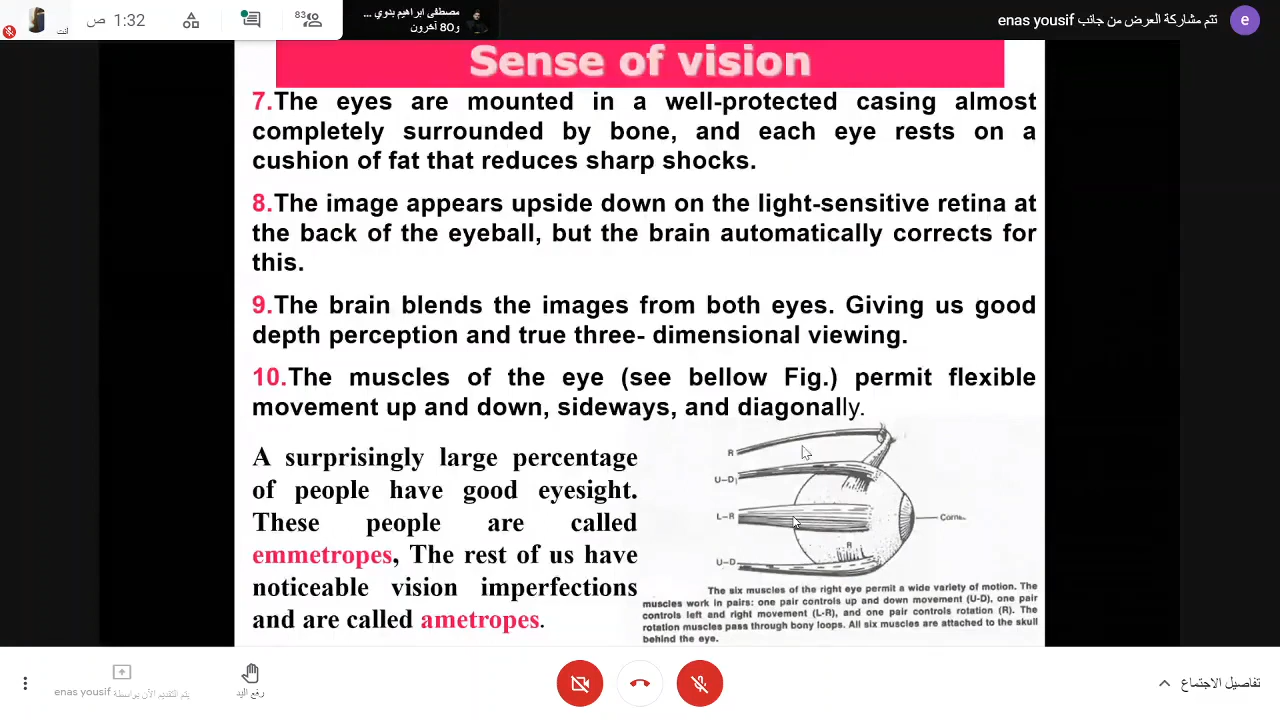 1:32 ص
83
أنت
مصطفى ابراهيم بدوي ...
و80 آخرون
تتم مشاركة العرض من جانب enas yousif
e
Sense of vision
7.The eyes are mounted in a well-protected casing almost
completely surrounded by bone, and each eye rests on a
cushion of fat that reduces sharp shocks.
8.The image appears upside down on the light-sensitive retina at
the back of the eyeball, but the brain automatically corrects for
this.
9.The brain blends the images from both eyes. Giving us good
depth perception and true three- dimensional viewing.
10.The muscles of the eye (see bellow Fig.) permit flexible
movement up and down, sideways, and diagonally.
A surprisingly large percentage
of people have good eyesight.
These people are called
emmetropes, The rest of us have
noticeable vision imperfections
and are called ametropes.
R
U–D
L–R
Corne
R
U–D
The six muscles of the right eye permit a wide variety of motion. The
muscles work in pairs: one pair controls up and down movement (U-D), one pair
controls left and right movement (L-R), and one pair controls rotation (R). The
rotation muscles pass through bony loops. All six muscles are attached to the skull
behind the eye.
يتم التقديم الآن بواسطة enas yousif
رفع اليد
تفاصيل الاجتماع